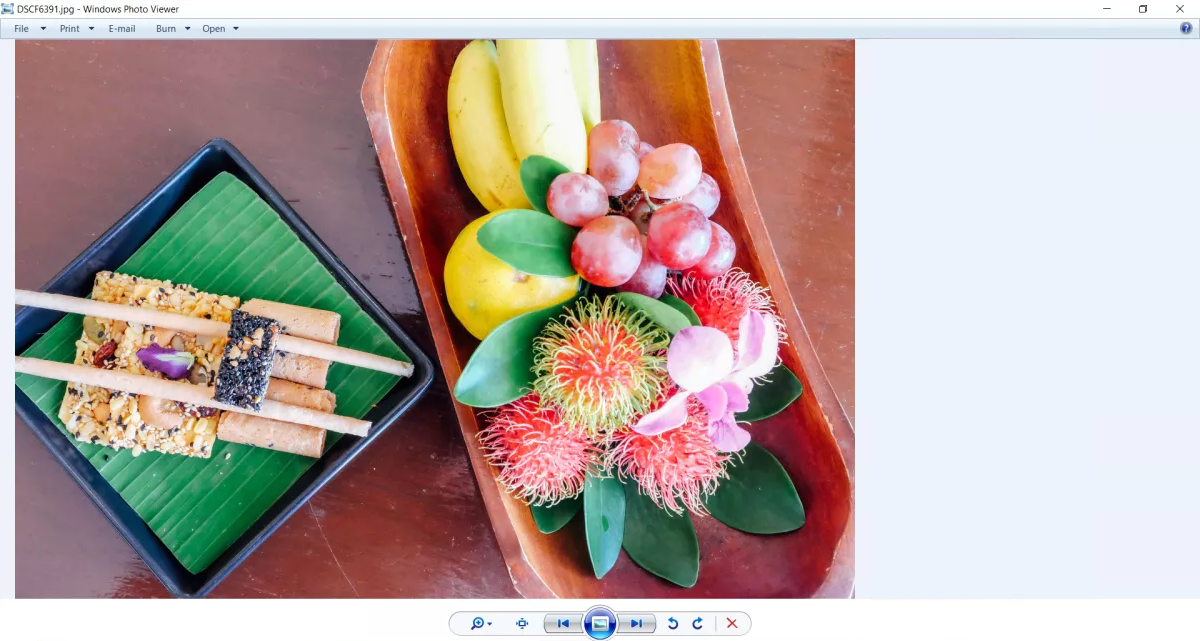 DSCF6391.jpg - Windows Photo Viewer
File Print E-mail Burn Open